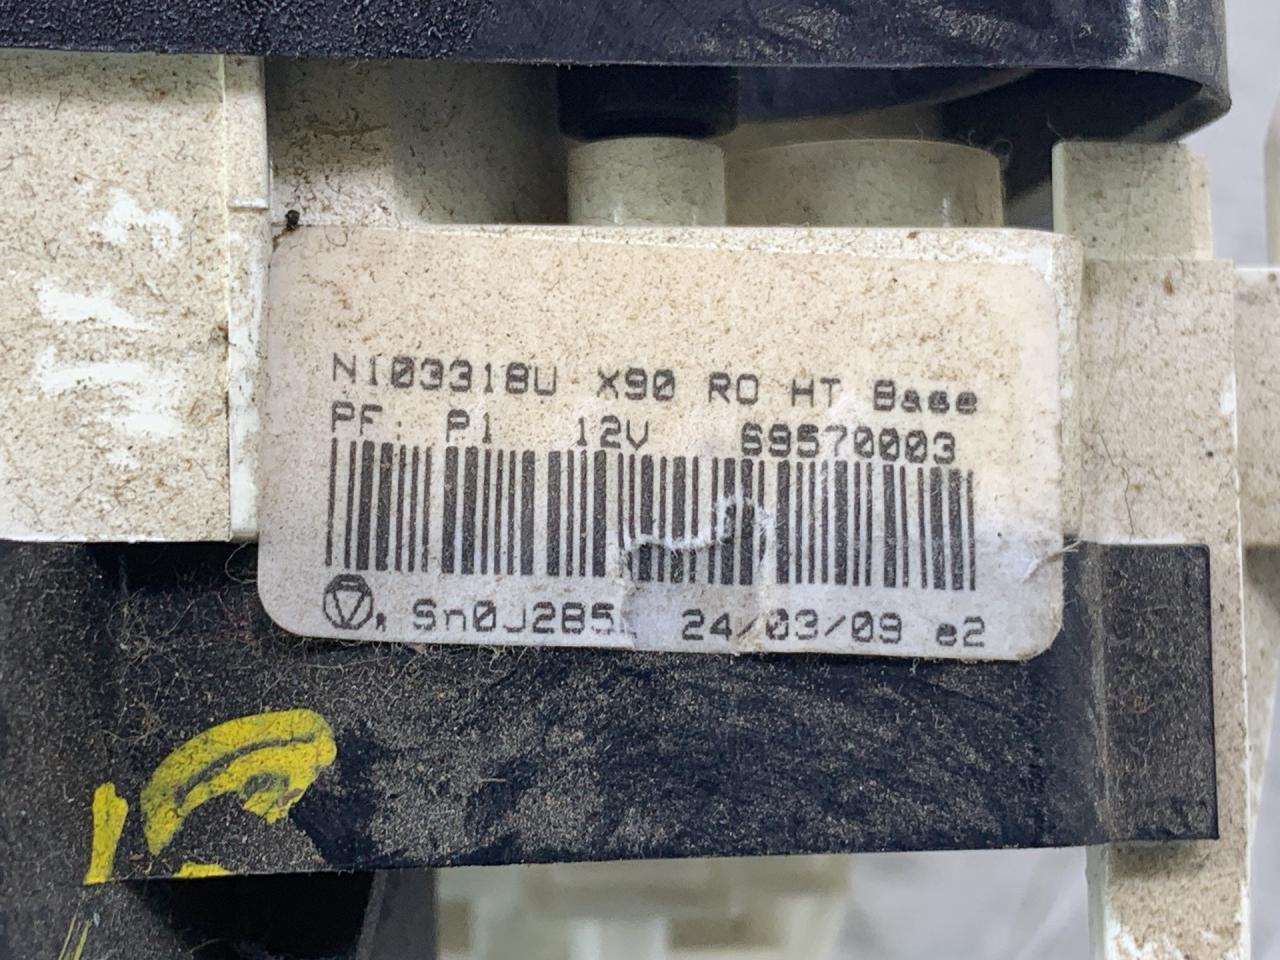 N103318U X90 RO HT Base
PF. P1 12V 69570003
Sn0J285 24/03/09 e2